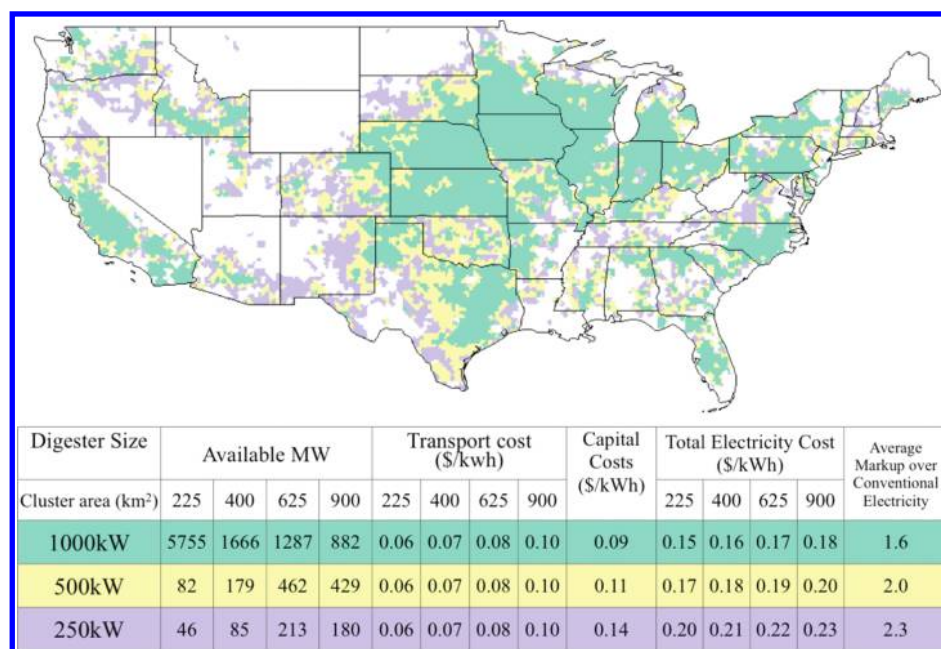 Digester Size Available MW Transport cost ($/kwh) Capital Costs ($/kWh) Total Electricity Cost ($/kWh) Average Markup over Conventional Electricity
Cluster area (km²) 225 400 625 900 225 400 625 900 225 400 625 900
1000kW 5755 1666 1287 882 0.06 0.07 0.08 0.10 0.09 0.15 0.16 0.17 0.18 1.6
500kW 82 179 462 429 0.06 0.07 0.08 0.10 0.11 0.17 0.18 0.19 0.20 2.0
250kW 46 85 213 180 0.06 0.07 0.08 0.10 0.14 0.20 0.21 0.22 0.23 2.3